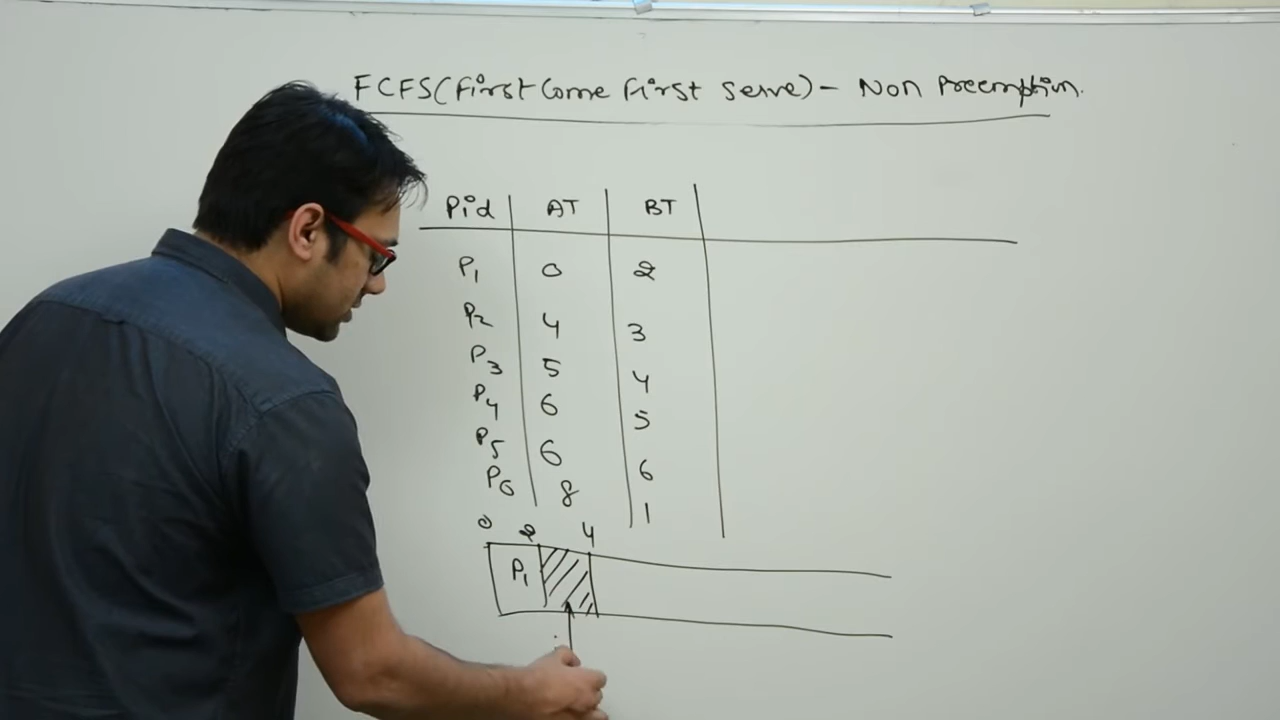 FCFS(First Come First Serve) - Non Preemption.
Pid AT BT
P1 0 2
P2 4 3
P3 5 4
P4 6 5
P5 6 6
P6 8 1
0 2 4
P1